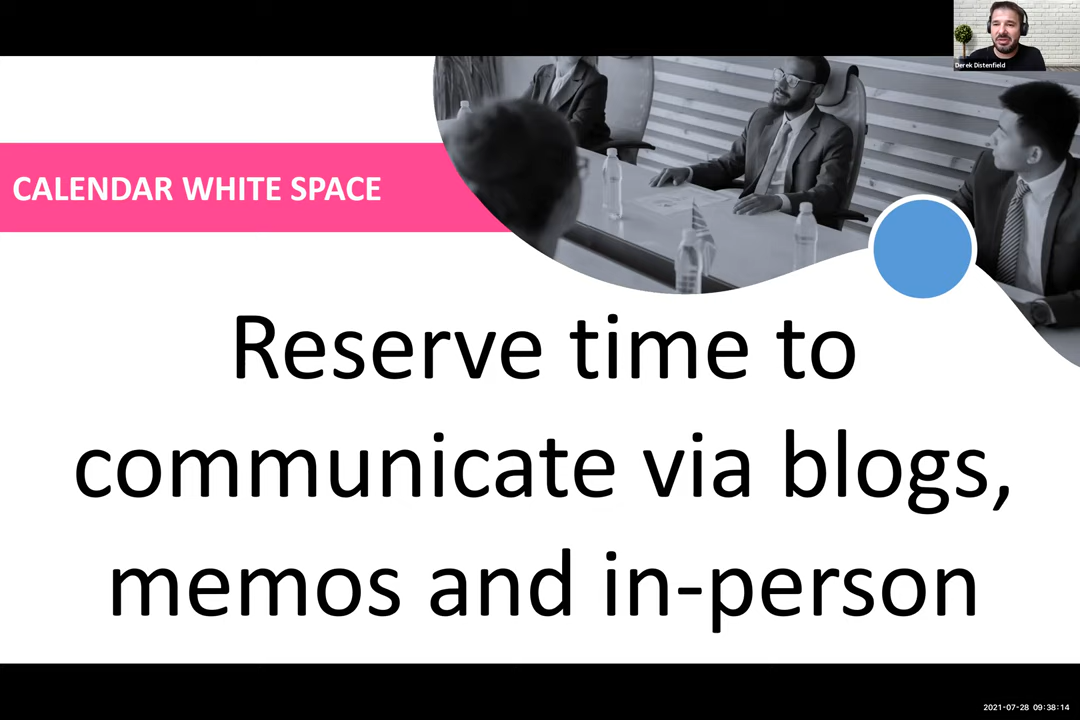 Derek Distenfield
CALENDAR WHITE SPACE
Reserve time to
communicate via blogs,
memos and in-person
2021-07-28 09:38:14